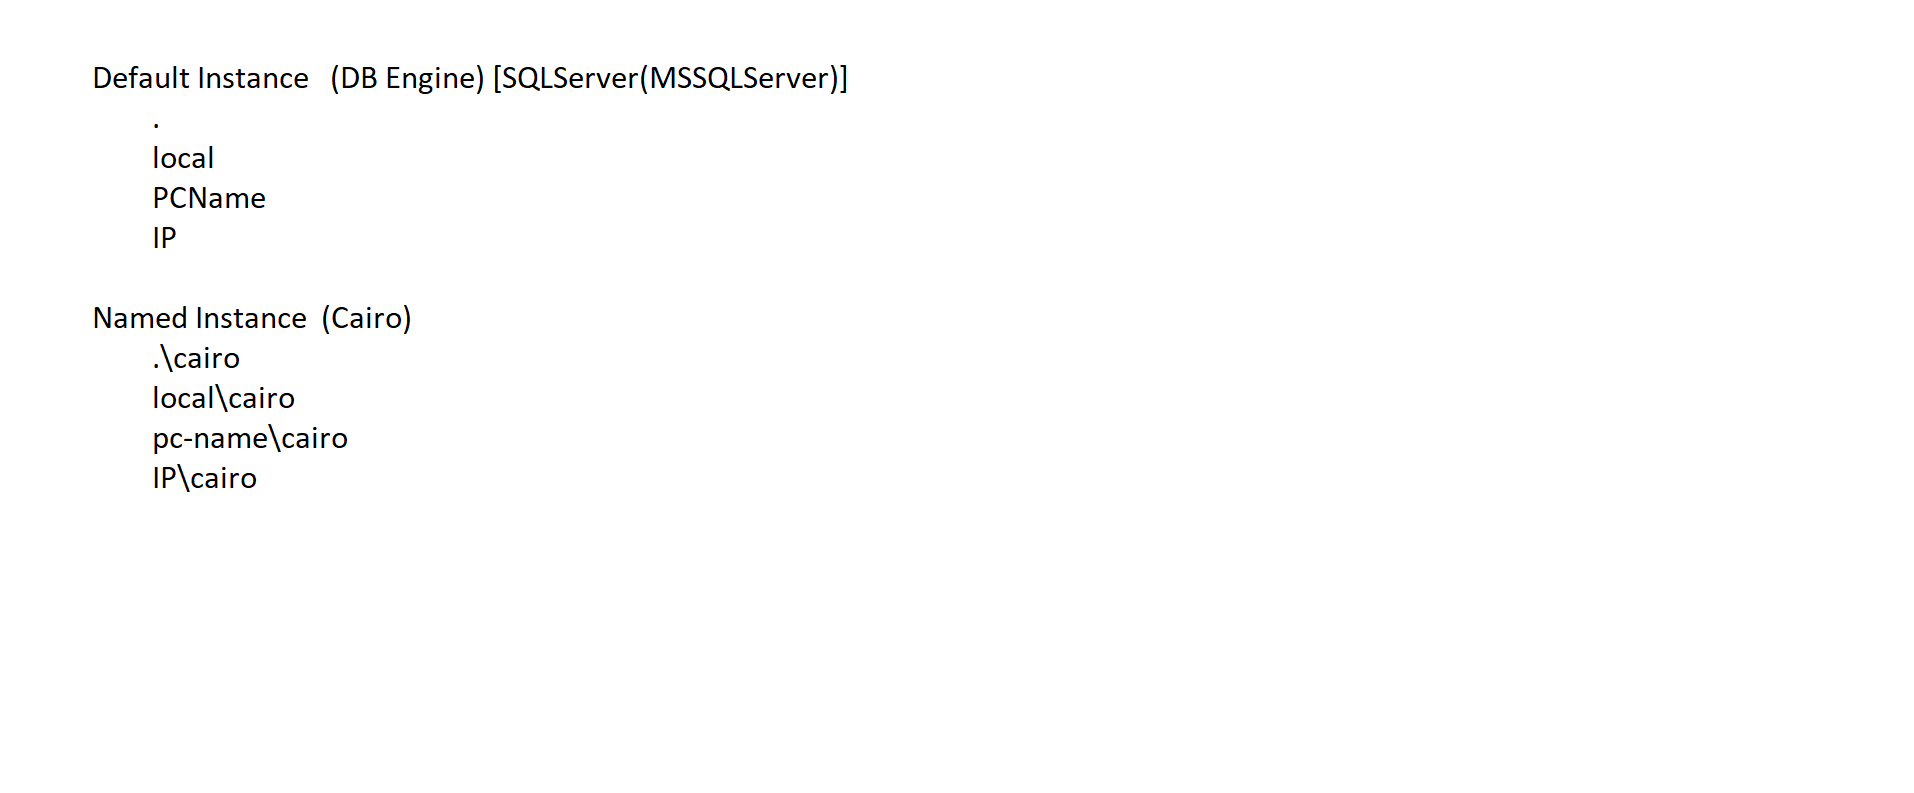 Default Instance (DB Engine) [SQLServer(MSSQLServer)]
.
local
PCName
IP
Named Instance (Cairo)
.\cairo
local\cairo
pc-name\cairo
IP\cairo